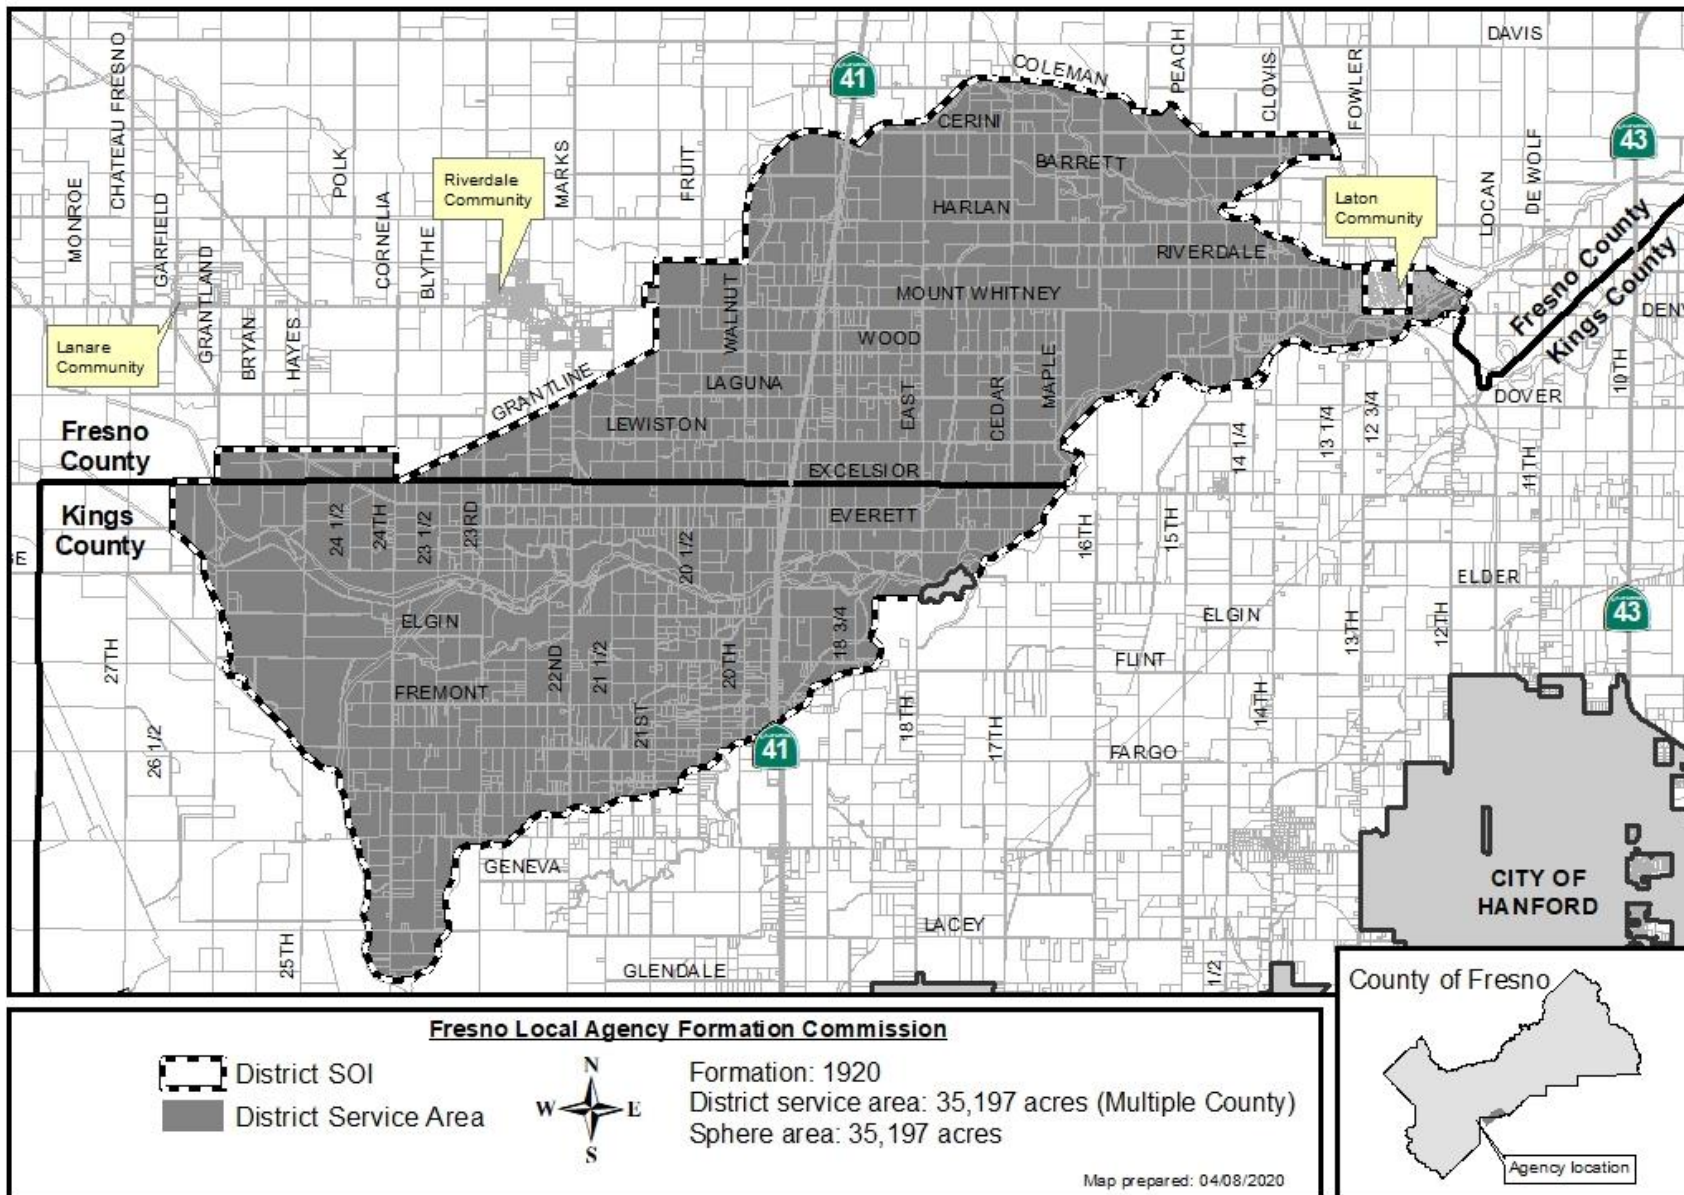 DAVIS
COLEMAN
PEACH
CLOVIS
FOWLER
CHATEAU FRESNO
41
CERINI
43
BARRETT
MONROE
GARFIELD
POLK
Riverdale
Community
MARKS
FRUIT
Laton
Community
LOCAN
DE WOLF
HARLAN
CORNELIA
BLYTHE
RIVERDALE
Fresno County
Kings County
GRANTLAND
MOUNT WHITNEY
WALNUT
WOOD
BRYAN
HAYES
Lanare
Community
GRANTLINE
LAGUNA
EAST
CEDAR
MAPLE
10TH
DOVER
LEWISTON
14 1/4
13 1/4
12 3/4
Fresno
County
EXCELSIOR
11TH
Kings
County
24 1/2
24TH
23 1/2
23RD
EVERETT
20 1/2
16TH
15TH
ELDER
ELGIN
18 3/4
ELGIN
43
27TH
22ND
21 1/2
20TH
13TH
12TH
FLINT
FREMONT
21ST
18TH
17TH
14TH
26 1/2
41
FARGO
GENEVA
CITY OF
HANFORD
LACEY
25TH
GLENDALE
1/2
County of Fresno
Agency location
Fresno Local Agency Formation Commission
District SOI
District Service Area
N
W
E
S
Formation: 1920
District service area: 35,197 acres (Multiple County)
Sphere area: 35,197 acres
Map prepared: 04/08/2020